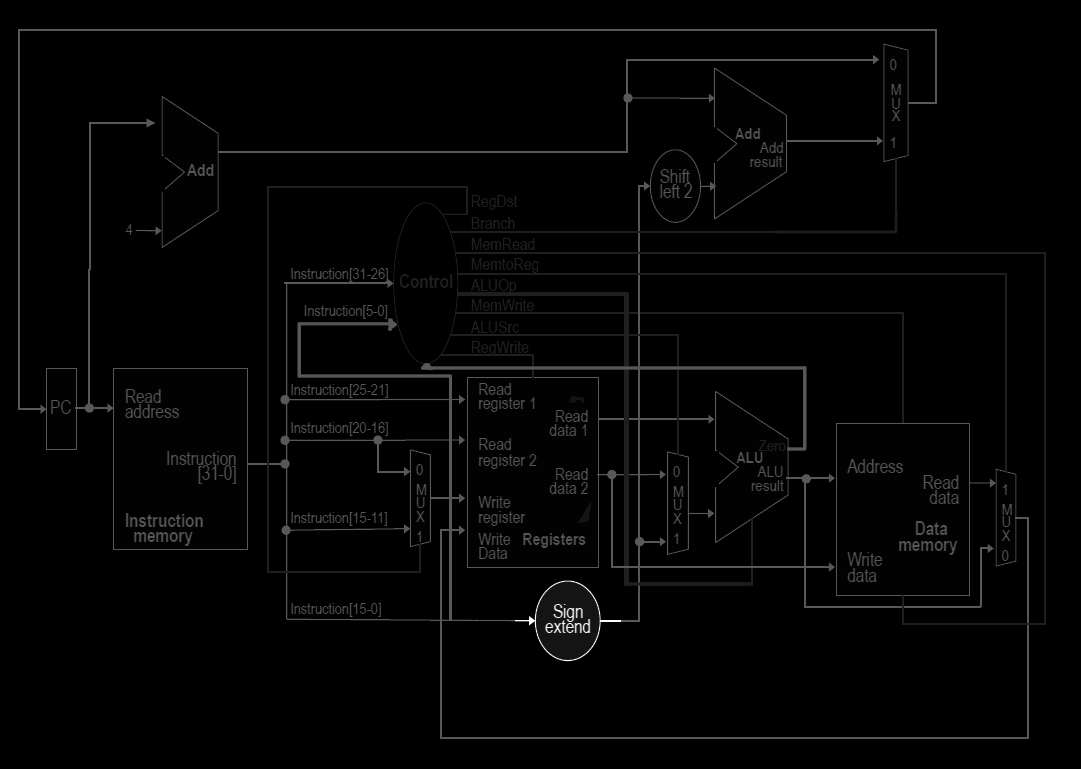 0
M
U
X
1
Add
Add
result
Shift
left 2
Add
4
RegDst
Branch
MemRead
MemtoReg
ALUOp
MemWrite
ALUSrc
RegWrite
Control
Instruction[31-26]
Instruction[5-0]
PC
Read
address
Instruction
[31-0]
Instruction
memory
Instruction[25-21]
Instruction[20-16]
Instruction[15-11]
Instruction[15-0]
0
M
U
X
1
Read
register 1
Read
register 2
Write
register
Write
Data
Read
data 1
Read
data 2
Registers
Sign
extend
0
M
U
X
1
Zero
ALU
ALU
result
Address
Read
data
Data
memory
Write
data
1
M
U
X
0